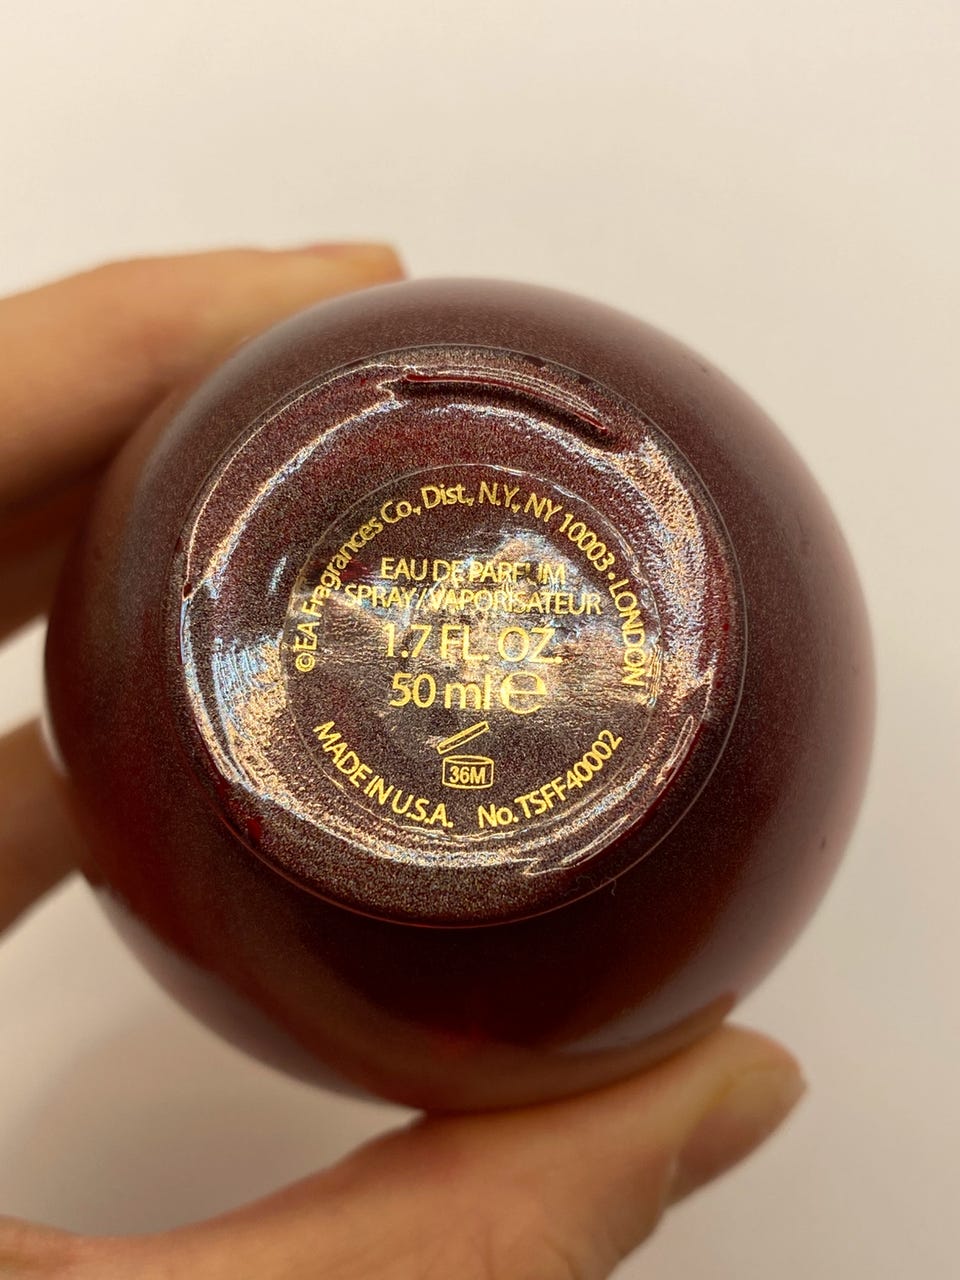 ©EA Fragrances Co., Dist., N.Y., NY 10003 • LONDON
EAU DE PARFUM
SPRAY/VAPORISATEUR
1.7 FL. OZ.
50 ml ℮
36M
MADE IN U.S.A. No. TSFF40002